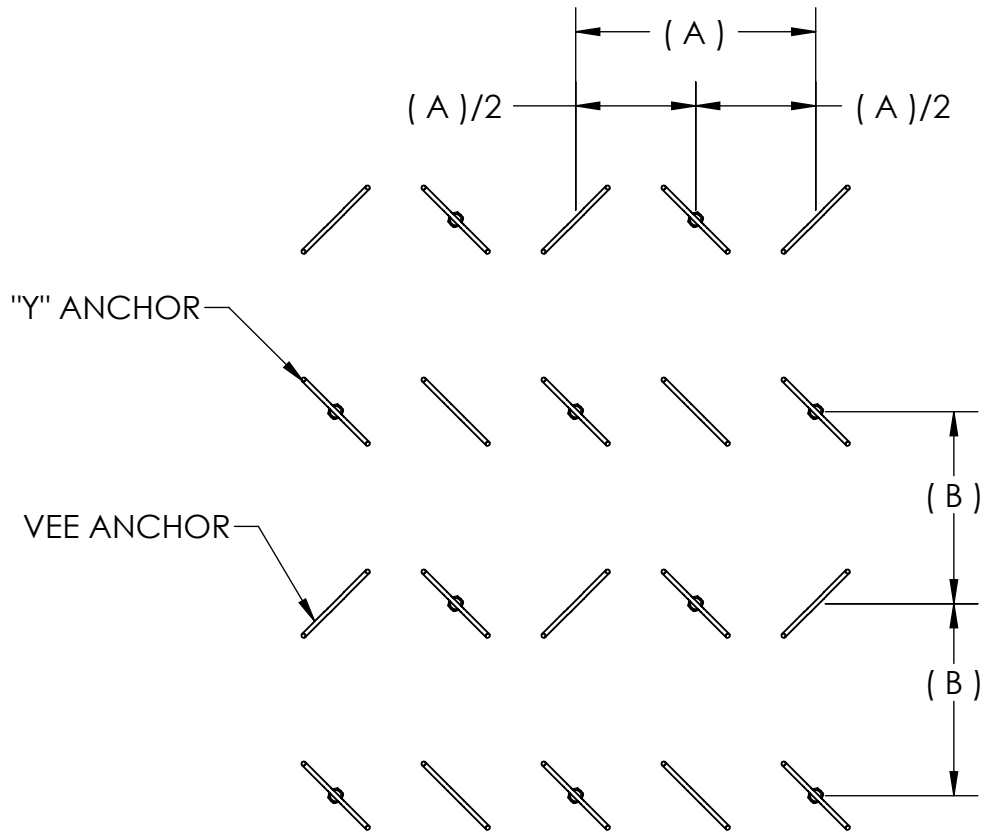 ( A )
( A )/2
( A )/2
"Y" ANCHOR
( B )
VEE ANCHOR
( B )